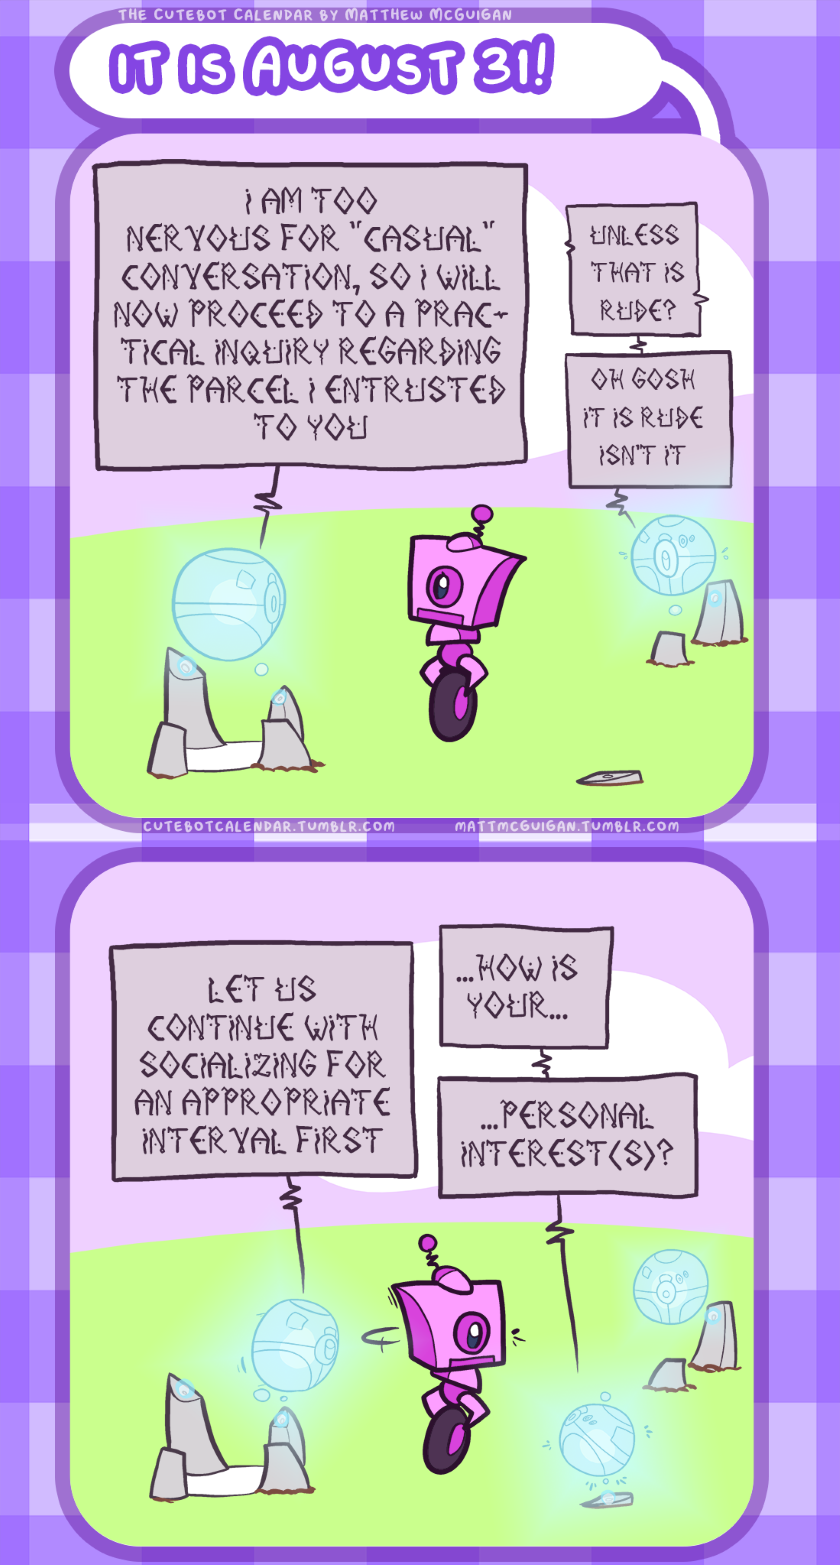 THE CUTEBOT CALENDAR BY MATTHEW MCGUIGAN
IT IS AUGUST 31!
I AM TOO
NERVOUS FOR "CASUAL"
CONVERSATION, SO I WILL
NOW PROCEED TO A PRAC-
TICAL INQUIRY REGARDING
THE PARCEL I ENTRUSTED
TO YOU
UNLESS
THAT IS
RUDE?
OH GOSH
IT IS RUDE
ISN'T IT
CUTEBOTCALENDAR.TUMBLR.COM
MATTMCGUIGAN.TUMBLR.COM
LET US
CONTINUE WITH
SOCIALIZING FOR
AN APPROPRIATE
INTERVAL FIRST
...HOW IS
YOUR...
...PERSONAL
INTEREST(S)?